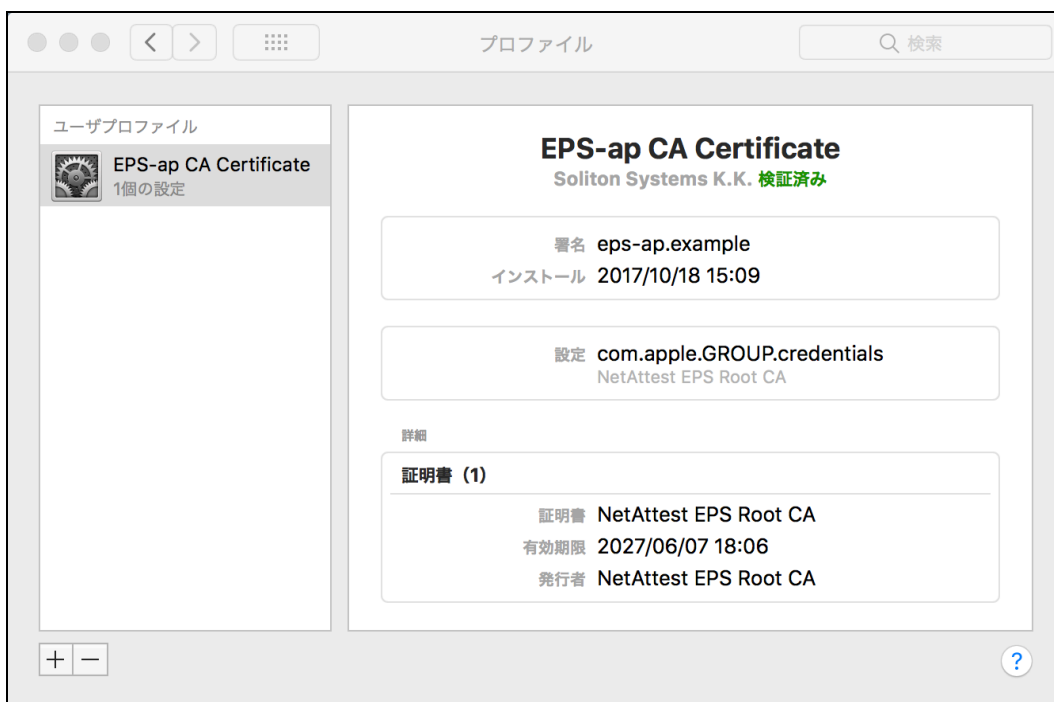 プロファイル
検索
ユーザプロファイル
EPS-ap CA Certificate
1個の設定
EPS-ap CA Certificate
Soliton Systems K.K. 検証済み
署名 eps-ap.example
インストール 2017/10/18 15:09
設定 com.apple.GROUP.credentials
NetAttest EPS Root CA
詳細
証明書（1）
証明書 NetAttest EPS Root CA
有効期限 2027/06/07 18:06
発行者 NetAttest EPS Root CA
?